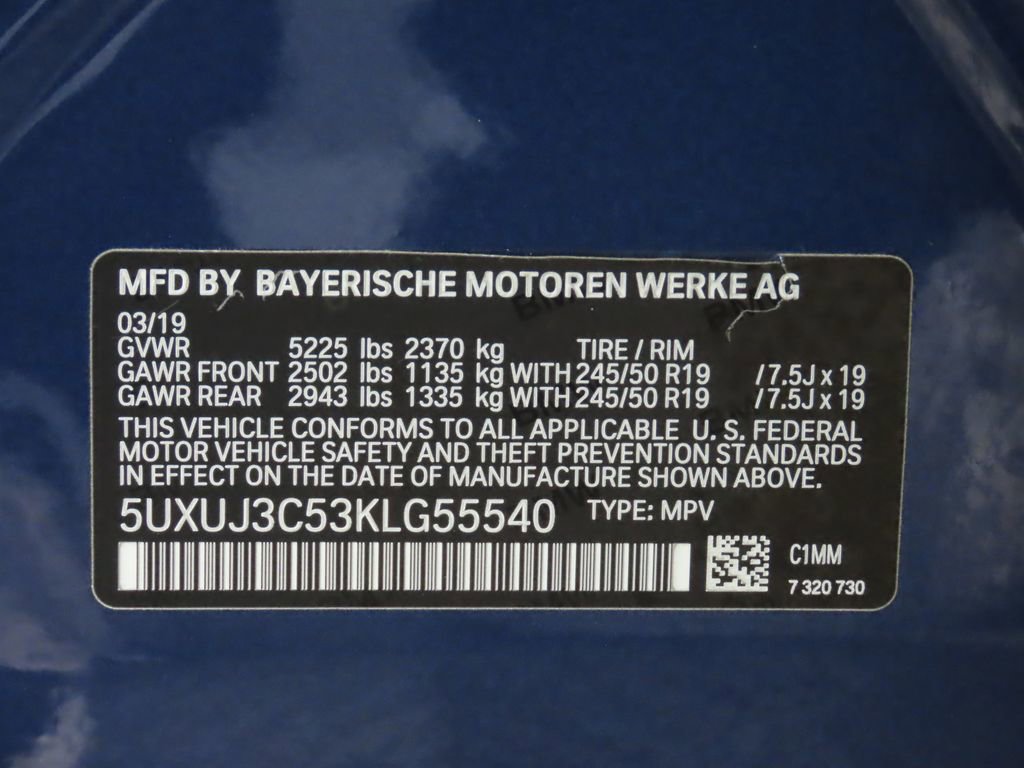 MFD BY BAYERISCHE MOTOREN WERKE AG
03/19
GVWR 5225 lbs 2370 kg TIRE / RIM
GAWR FRONT 2502 lbs 1135 kg WITH 245/50 R19 / 7.5J x 19
GAWR REAR 2943 lbs 1335 kg WITH 245/50 R19 / 7.5J x 19
THIS VEHICLE CONFORMS TO ALL APPLICABLE U. S. FEDERAL
MOTOR VEHICLE SAFETY AND THEFT PREVENTION STANDARDS
IN EFFECT ON THE DATE OF MANUFACTURE SHOWN ABOVE.
5UXUJ3C53KLG55540 TYPE: MPV
C1MM
7 320 730